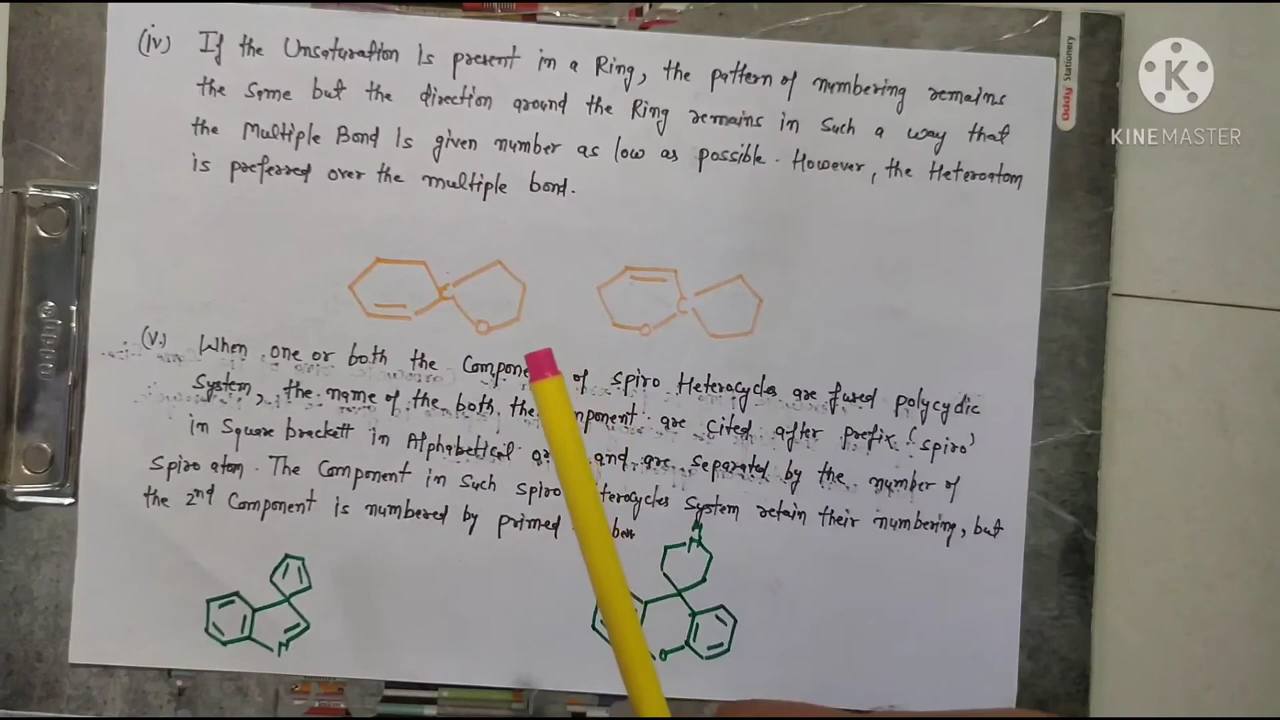 (iv) If the Unsaturation Is present in a Ring, the pattern of numbering remains
the Same but the direction around the Ring remains in Such a way that
the Multiple Bond Is given number as low as possible. However, the Heteroatom
is preferred over the multiple bond.
Oddy Stationery
KINEMASTER
C
O
C
O
(V.) When one or both the Compone of Spiro Heterocycles are fused polycyclic
System, the name of the both the mponent are cited after prefix 'spiro'
in Square brackett in Alphabetical and are separated by the number of
Spiro atom. The Component in Such Spiro terocycles System retain their numbering, but
the 2nd Component is numbered by primed
N
H
N
O